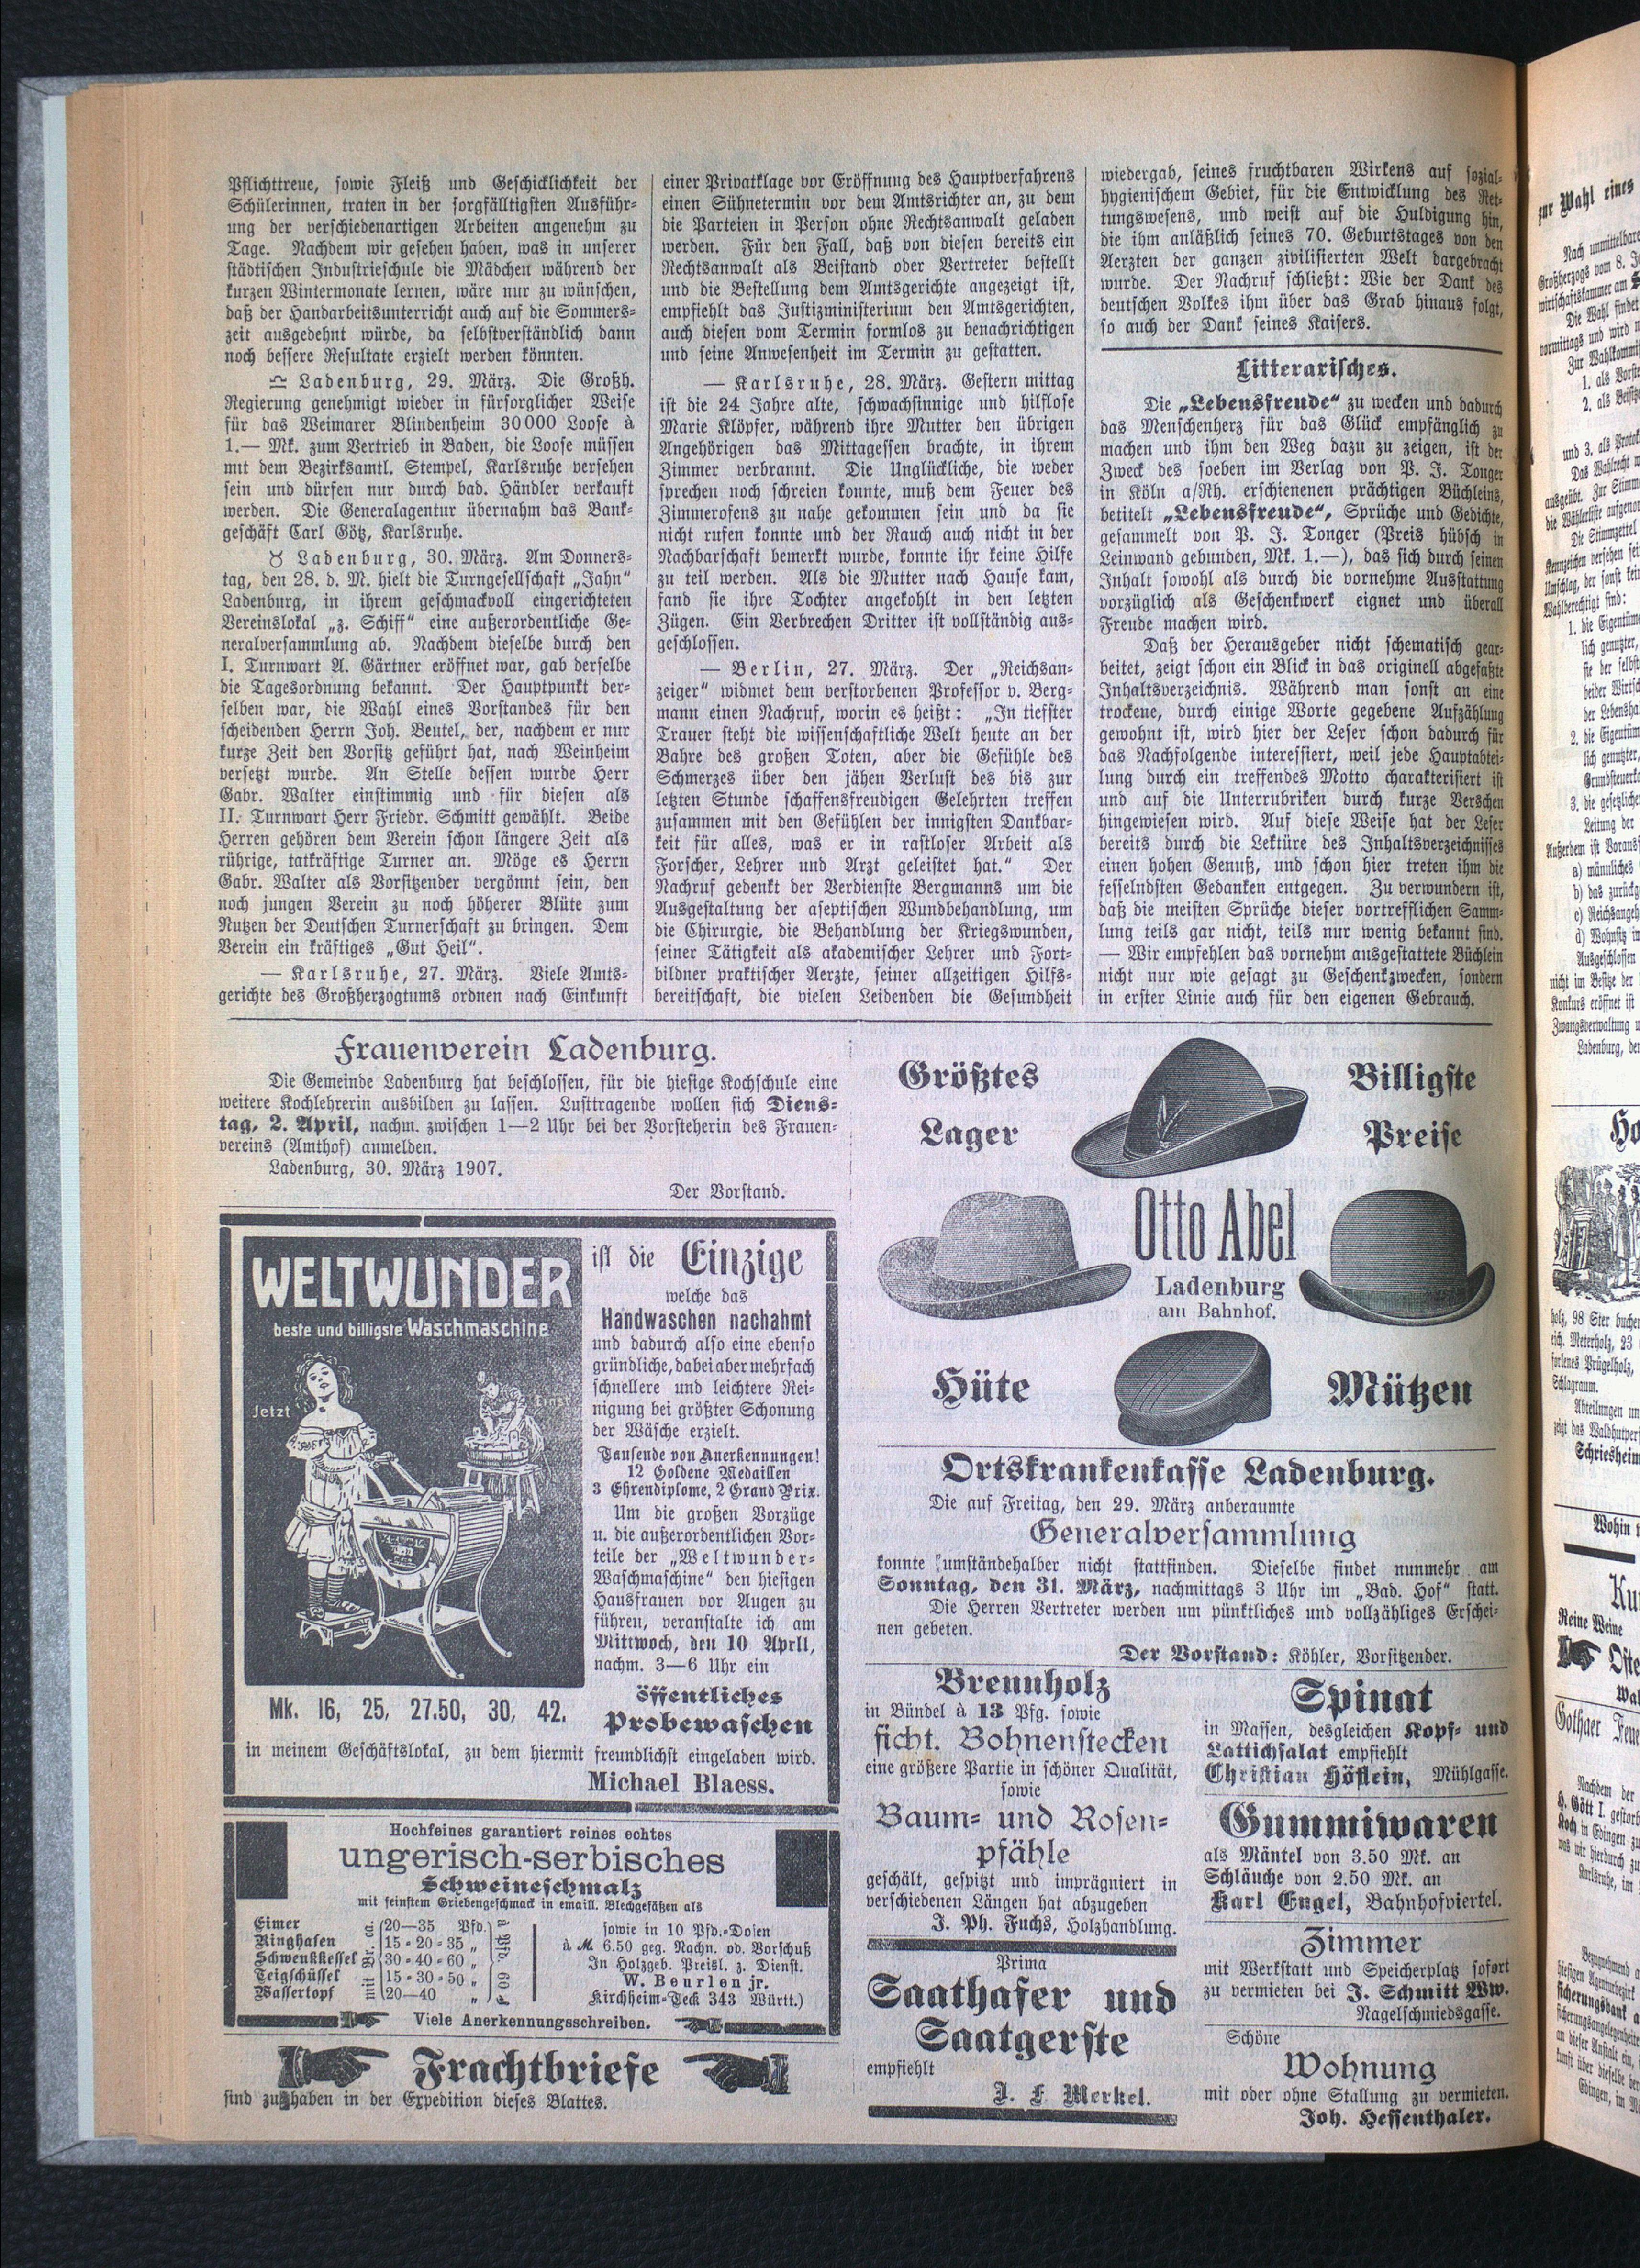 Pflichttreue, sowie Fleiß und Geschicklichkeit der
Schülerinnen, traten in der sorgfälltigsten Ausführ-
ung der verschiedenartigen Arbeiten angenehm zu
Tage. Nachdem wir gesehen haben, was in unserer
städtischen Industrieschule die Mädchen während der
kurzen Wintermonate lernen, wäre nur zu wünschen,
daß der Handarbeitsunterricht auch auf die Sommers-
zeit ausgedehnt würde, da selbstverständlich dann
noch bessere Resultate erzielt werden könnten.
Ladenburg, 29. März. Die Großh.
Regierung genehmigt wieder in fürsorglicher Weise
für das Weimarer Blindenheim 30000 Loose à
1.— Mk. zum Vertrieb in Baden, die Loose müssen
mit dem Bezirksamtl. Stempel, Karlsruhe versehen
sein und dürfen nur durch bad. Händler verkauft
werden. Die Generalagentur übernahm das Bank-
geschäft Carl Götz, Karlsruhe.
♉ Ladenburg, 30. März. Am Donners-
tag, den 28. d. M. hielt die Turngesellschaft „Jahn“
Ladenburg, in ihrem geschmackvoll eingerichteten
Vereinslokal „z. Schiff“ eine außerordentliche Ge-
neralversammlung ab. Nachdem dieselbe durch den
I. Turnwart A. Gärtner eröffnet war, gab derselbe
die Tagesordnung bekannt. Der Hauptpunkt der-
selben war, die Wahl eines Vorstandes für den
scheidenden Herrn Joh. Beutel, der, nachdem er nur
kurze Zeit den Vorsitz geführt hat, nach Weinheim
versetzt wurde. An Stelle dessen wurde Herr
Gabr. Walter einstimmig und für diesen als
II. Turnwart Herr Friedr. Schmitt gewählt. Beide
Herren gehören dem Verein schon längere Zeit als
rührige, tatkräftige Turner an. Möge es Herrn
Gabr. Walter als Vorsitzender vergönnt sein, den
noch jungen Verein zu noch höherer Blüte zum
Nutzen der Deutschen Turnerschaft zu bringen. Dem
Verein ein kräftiges „Gut Heil“.
— Karlsruhe, 27. März. Viele Amts-
gerichte des Großherzogtums ordnen nach Einkunft
einer Privatklage vor Eröffnung des Hauptverfahrens
einen Sühnetermin vor dem Amtsrichter an, zu dem
die Parteien in Person ohne Rechtsanwalt geladen
werden. Für den Fall, daß von diesen bereits ein
Rechtsanwalt als Beistand oder Vertreter bestellt
und die Bestellung dem Amtsgerichte angezeigt ist,
empfiehlt das Justizministerium den Amtsgerichten,
auch diesen vom Termin formlos zu benachrichtigen
und seine Anwesenheit im Termin zu gestatten.
— Karlsruhe, 28. März. Gestern mittag
ist die 24 Jahre alte, schwachsinnige und hilflose
Marie Klöpfer, während ihre Mutter den übrigen
Angehörigen das Mittagessen brachte, in ihrem
Zimmer verbrannt. Die Unglückliche, die weder
sprechen noch schreien konnte, muß dem Feuer des
Zimmerofens zu nahe gekommen sein und da sie
nicht rufen konnte und der Rauch auch nicht in der
Nachbarschaft bemerkt wurde, konnte ihr keine Hilfe
zu teil werden. Als die Mutter nach Hause kam,
fand sie ihre Tochter angekohlt in den letzten
Zügen. Ein Verbrechen Dritter ist vollständig aus-
geschlossen.
— Berlin, 27. März. Der „Reichsan-
zeiger“ widmet dem verstorbenen Professor v. Berg-
mann einen Nachruf, worin es heißt: „In tiefster
Trauer steht die wissenschaftliche Welt heute an der
Bahre des großen Toten, aber die Gefühle des
Schmerzes über den jähen Verlust des bis zur
letzten Stunde schaffensfreudigen Gelehrten treffen
zusammen mit den Gefühlen der innigsten Dankbar-
keit für alles, was er in rastloser Arbeit als
Forscher, Lehrer und Arzt geleistet hat.“ Der
Nachruf gedenkt der Verdienste Bergmanns um die
Ausgestaltung der aseptischen Wundbehandlung, um
die Chirurgie, die Behandlung der Kriegswunden,
seiner Tätigkeit als akademischer Lehrer und Fort-
bildner praktischer Aerzte, seiner allzeitigen Hilfs-
bereitschaft, die vielen Leidenden die Gesundheit
wiedergab, seines fruchtbaren Wirkens auf sozial-
hygienischem Gebiet, für die Entwicklung des Ret-
tungswesens, und weist auf die Huldigung hin,
die ihm anläßlich seines 70. Geburtstages von den
Aerzten der ganzen zivilisierten Welt dargebracht
wurde. Der Nachruf schließt: Wie der Dank des
deutschen Volkes ihm über das Grab hinaus folgt,
so auch der Dank seines Kaisers.
Litterarisches.
Die „Lebensfreude“ zu wecken und dadurch
das Menschenherz für das Glück empfänglich zu
machen und ihm den Weg dazu zu zeigen, ist der
Zweck des soeben im Verlag von P. J. Tonger
in Köln a/Rh. erschienenen prächtigen Büchleins,
betitelt „Lebensfreude“, Sprüche und Gedichte,
gesammelt von P. J. Tonger (Preis hübsch in
Leinwand gebunden, Mk. 1.—), das sich durch seinen
Inhalt sowohl als durch die vornehme Ausstattung
vorzüglich als Geschenkwerk eignet und überall
Freude machen wird.
Daß der Herausgeber nicht schematisch gear-
beitet, zeigt schon ein Blick in das originell abgefaßte
Inhaltsverzeichnis. Während man sonst an eine
trockene, durch einige Worte gegebene Aufzählung
gewohnt ist, wird hier der Leser schon dadurch für
das Nachfolgende interessiert, weil jede Hauptabtei-
lung durch ein treffendes Motto charakterisiert ist
und auf die Unterrubriken durch kurze Verschen
hingewiesen wird. Auf diese Weise hat der Leser
bereits durch die Lektüre des Inhaltsverzeichnisses
einen hohen Genuß, und schon hier treten ihm die
fesselndsten Gedanken entgegen. Zu verwundern ist,
daß die meisten Sprüche dieser vortrefflichen Samm-
lung teils gar nicht, teils nur wenig bekannt sind.
— Wir empfehlen das vornehm ausgestattete Büchlein
nicht nur wie gesagt zu Geschenkzwecken, sondern
in erster Linie auch für den eigenen Gebrauch.
Frauenverein Ladenburg.
Die Gemeinde Ladenburg hat beschlossen, für die hiesige Kochschule eine
weitere Kochlehrerin ausbilden zu lassen. Lusttragende wollen sich Diens-
tag, 2. April, nachm. zwischen 1—2 Uhr bei der Vorsteherin des Frauen-
vereins (Amthof) anmelden.
Ladenburg, 30. März 1907.
Der Vorstand.
WELTWUNDER
beste und billigste Waschmaschine
Jetzt
Einst
Mk. 16, 25, 27.50, 30, 42.
ist die Einzige
welche das
Handwaschen nachahmt
und dadurch also eine ebenso
gründliche, dabei aber mehrfach
schnellere und leichtere Rei-
nigung bei größter Schonung
der Wäsche erzielt.
Tausende von Anerkennungen!
12 Goldene Medaillen
3 Ehrendiplome, 2 Grand Prix.
Um die großen Vorzüge
u. die außerordentlichen Vor-
teile der „Weltwunder-
Waschmaschine“ den hiesigen
Hausfrauen vor Augen zu
führen, veranstalte ich am
Mittwoch, den 10 Aprll,
nachm. 3—6 Uhr ein
öffentliches
Probewaschen
in meinem Geschäftslokal, zu dem hiermit freundlichst eingeladen wird.
Michael Blaess.
Hochfeines garantiert reines echtes
ungerisch-serbisches
Schweineschmalz
mit feinstem Griebengeschmack in emaill. Blechgefäßen als
Eimer 20—35 Pfd.
Ringhafen 15-20-35 „
Schwenkkessel 30-40-60 „
Teigschüssel 15-30-50 „
Wassertopf 20—40 „
sowie in 10 Pfd.-Dosen
à M. 6.50 geg. Nachn. od. Vorschuß
In Holzgeb. Preisl. z. Dienst.
W. Beurlen jr.
Kirchheim-Teck 343 Württ.)
Viele Anerkennungsschreiben.
Frachtbriefe
sind zu haben in der Expedition dieses Blattes.
Größtes
Lager
Billigste
Preise
Otto Abel
Ladenburg
am Bahnhof.
Hüte
Mützen
Ortskrankenkasse Ladenburg.
Die auf Freitag, den 29. März anberaumte
Generalversammlung
konnte umständehalber nicht stattfinden. Dieselbe findet nunmehr am
Sonntag, den 31. März, nachmittags 3 Uhr im „Bad. Hof“ statt.
Die Herren Vertreter werden um pünktliches und vollzähliges Erschei-
nen gebeten.
Der Vorstand: Köhler, Vorsitzender.
Brennholz
in Bündel à 13 Pfg. sowie
ficht. Bohnenstecken
eine größere Partie in schöner Qualität,
sowie
Baum- und Rosen-
pfähle
geschält, gespitzt und imprägniert in
verschiedenen Längen hat abzugeben
J. Ph. Fuchs, Holzhandlung.
Prima
Saathafer und
Saatgerste
empfiehlt
J. F. Merkel.
Spinat
in Massen, desgleichen Kopf- und
Lattichsalat empfiehlt
Christian Höflein, Mühlgasse.
Gummiwaren
als Mäntel von 3.50 Mk. an
Schläuche von 2.50 Mk. an
Karl Engel, Bahnhofviertel.
Zimmer
mit Werkstatt und Speicherplatz sofort
zu vermieten bei J. Schmitt Ww.
Nagelschmiedsgasse.
Schöne
Wohnung
mit oder ohne Stallung zu vermieten.
Joh. Hessenthaler.
zur Wahl eines